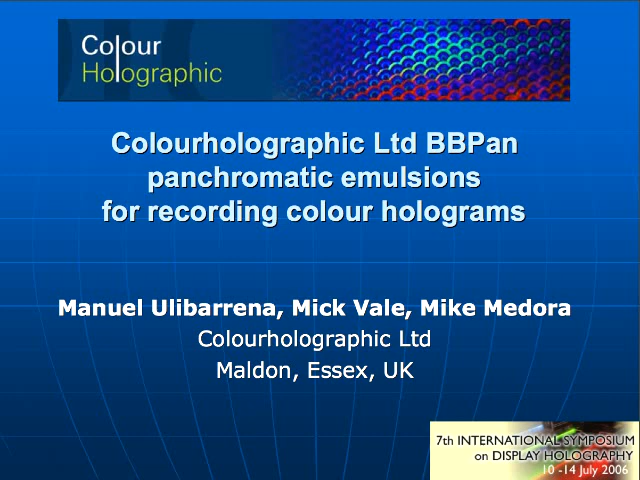 Colour
Holographic
Colourholographic Ltd BBPan
panchromatic emulsions
for recording colour holograms
Manuel Ulibarrena, Mick Vale, Mike Medora
Colourholographic Ltd
Maldon, Essex, UK
7th INTERNATIONAL SYMPOSIUM
on DISPLAY HOLOGRAPHY
10 -14 July 2006